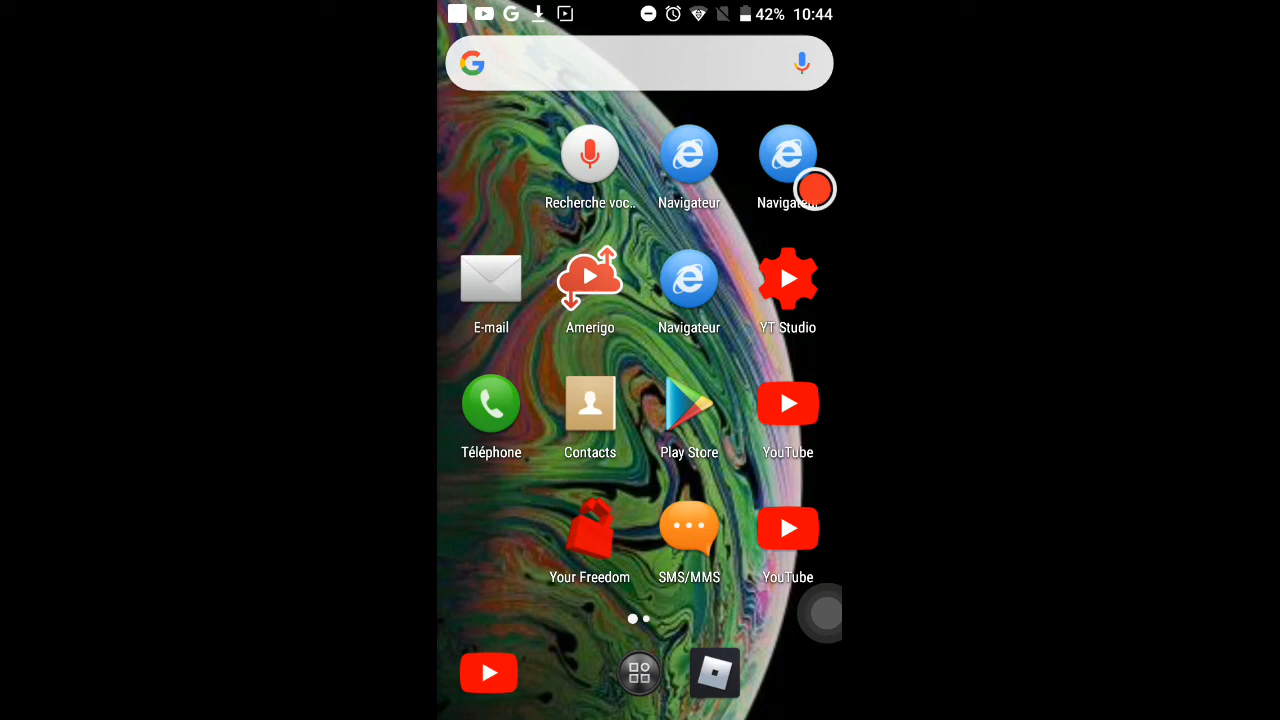 42% 10:44
Recherche voc.. Navigateur
E-mail Amerigo Navigateur YT Studio
Téléphone Contacts Play Store YouTube
Your Freedom SMS/MMS YouTube